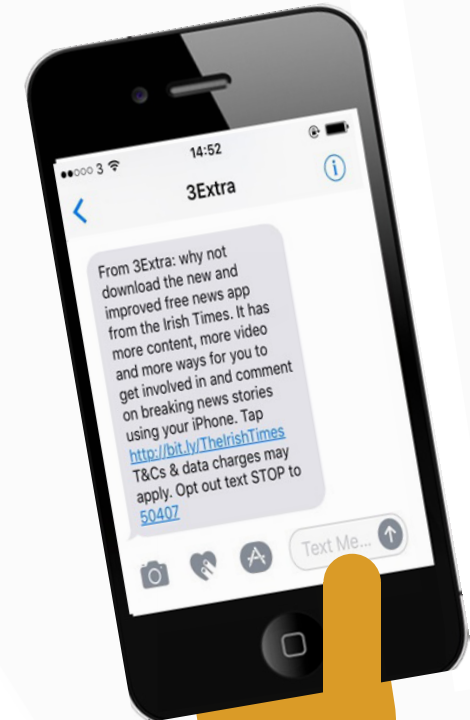 3
14:52
3Extra
From 3Extra: why not
download the new and
improved free news app
from the Irish Times. It has
more content, more video
and more ways for you to
get involved in and comment
on breaking news stories
using your iPhone. Tap
http://bit.ly/TheIrishTimes
T&Cs & data charges may
apply. Opt out text STOP to
50407
Text Me...